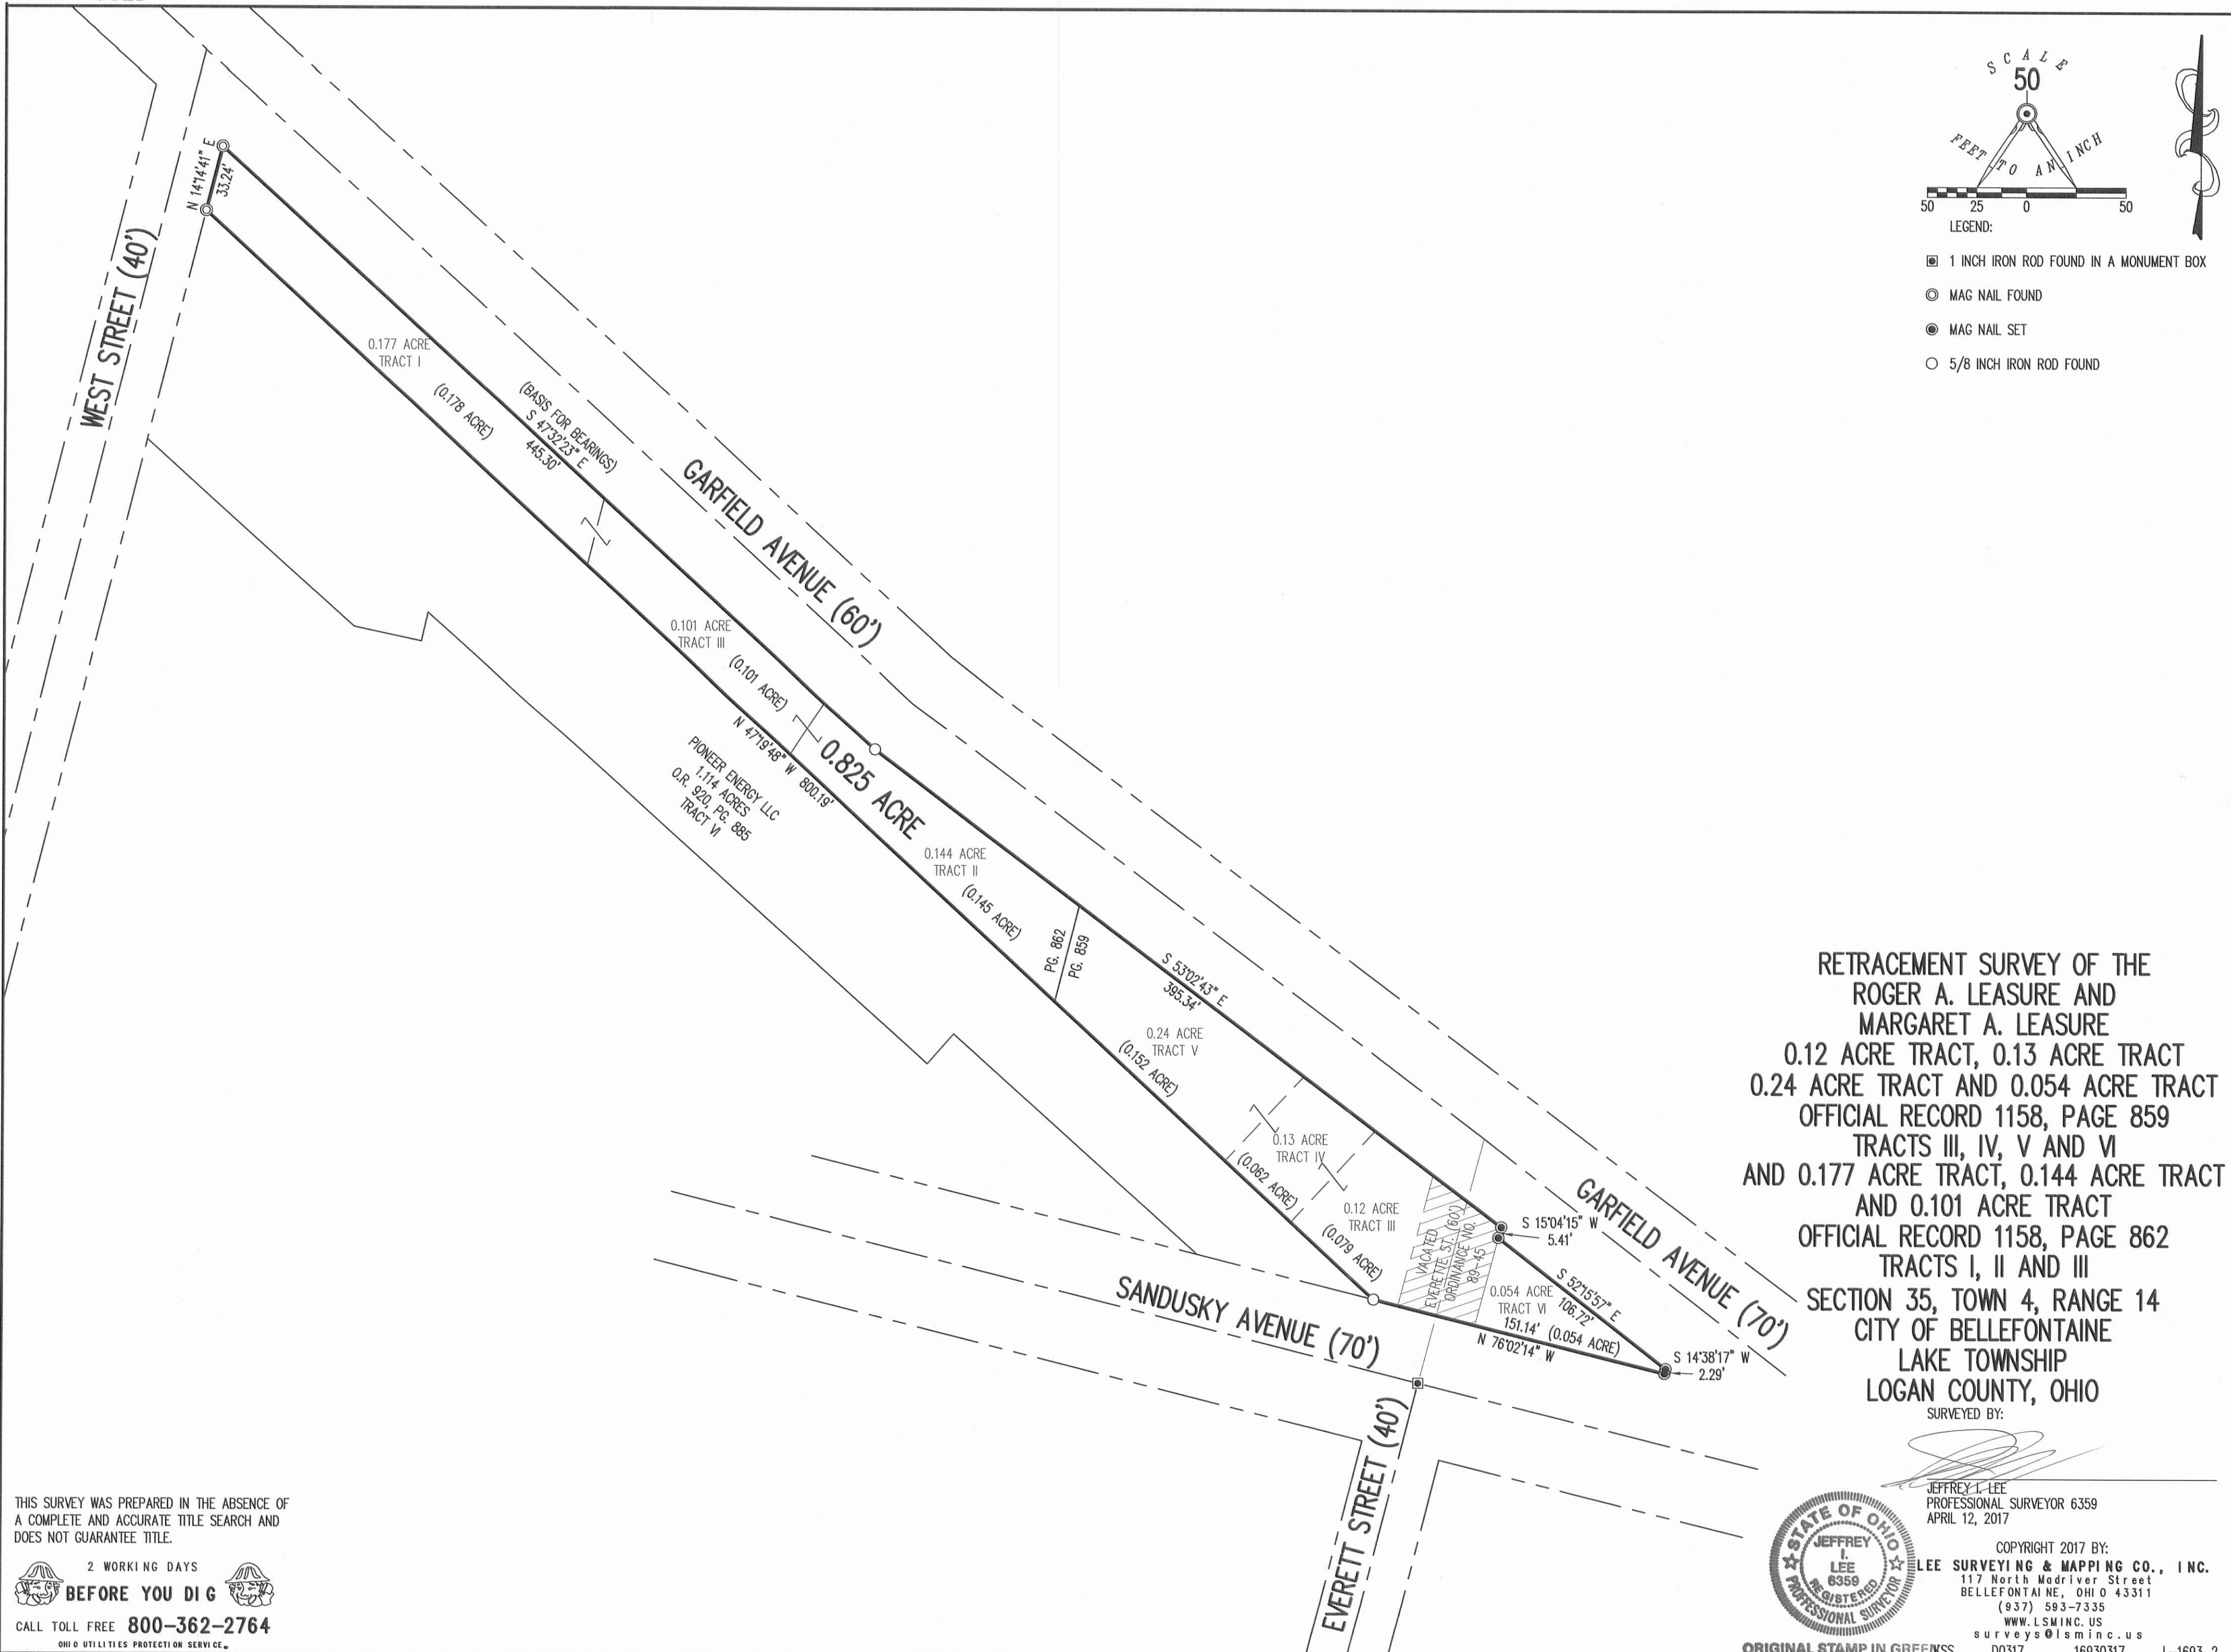 SCALE
50
FEET TO AN INCH
50 25 0 50
LEGEND:
1 INCH IRON ROD FOUND IN A MONUMENT BOX
MAG NAIL FOUND
MAG NAIL SET
5/8 INCH IRON ROD FOUND
N 14°14'41" E
33.24'
WEST STREET (40')
0.177 ACRE
TRACT I
(0.178 ACRE)
(BASIS FOR BEARINGS)
S 47°32'23" E
445.30'
GARFIELD AVENUE (60')
0.101 ACRE
TRACT III
(0.101 ACRE)
N 47°19'48" W 800.19'
PIONEER ENERGY LLC
1.114 ACRES
O.R. 920, PG. 885
TRACT VI
0.825 ACRE
0.144 ACRE
TRACT II
(0.145 ACRE)
PG. 862
PG. 859
S 53°02'43" E
395.34'
0.24 ACRE
TRACT V
(0.152 ACRE)
0.13 ACRE
TRACT IV
(0.062 ACRE)
0.12 ACRE
TRACT III
(0.079 ACRE)
VACATED
EVERETTE ST. (60')
ORDINANCE NO.
89-45
S 15°04'15" W
5.41'
GARFIELD AVENUE (70')
S 52°15'57" E
106.72'
0.054 ACRE
TRACT VI
151.14' (0.054 ACRE)
N 76°02'14" W
S 14°38'17" W
2.29'
SANDUSKY AVENUE (70')
EVERETT STREET (40')
RETRACEMENT SURVEY OF THE
ROGER A. LEASURE AND
MARGARET A. LEASURE
0.12 ACRE TRACT, 0.13 ACRE TRACT
0.24 ACRE TRACT AND 0.054 ACRE TRACT
OFFICIAL RECORD 1158, PAGE 859
TRACTS III, IV, V AND VI
AND 0.177 ACRE TRACT, 0.144 ACRE TRACT
AND 0.101 ACRE TRACT
OFFICIAL RECORD 1158, PAGE 862
TRACTS I, II AND III
SECTION 35, TOWN 4, RANGE 14
CITY OF BELLEFONTAINE
LAKE TOWNSHIP
LOGAN COUNTY, OHIO
SURVEYED BY:
JEFFREY I. LEE
PROFESSIONAL SURVEYOR 6359
APRIL 12, 2017
STATE OF OHIO
JEFFREY
I.
LEE
6359
REGISTERED
PROFESSIONAL SURVEYOR
COPYRIGHT 2017 BY:
LEE SURVEYING & MAPPING CO., INC.
117 North Madriver Street
BELLEFONTAINE, OHIO 43311
(937) 593-7335
WWW.LSMINC.US
surveys@lsminc.us
ORIGINAL STAMP IN GREEN
D0317 16930317 L-1693-2
THIS SURVEY WAS PREPARED IN THE ABSENCE OF
A COMPLETE AND ACCURATE TITLE SEARCH AND
DOES NOT GUARANTEE TITLE.
2 WORKING DAYS
BEFORE YOU DIG
CALL TOLL FREE 800-362-2764
OHIO UTILITIES PROTECTION SERVICE.